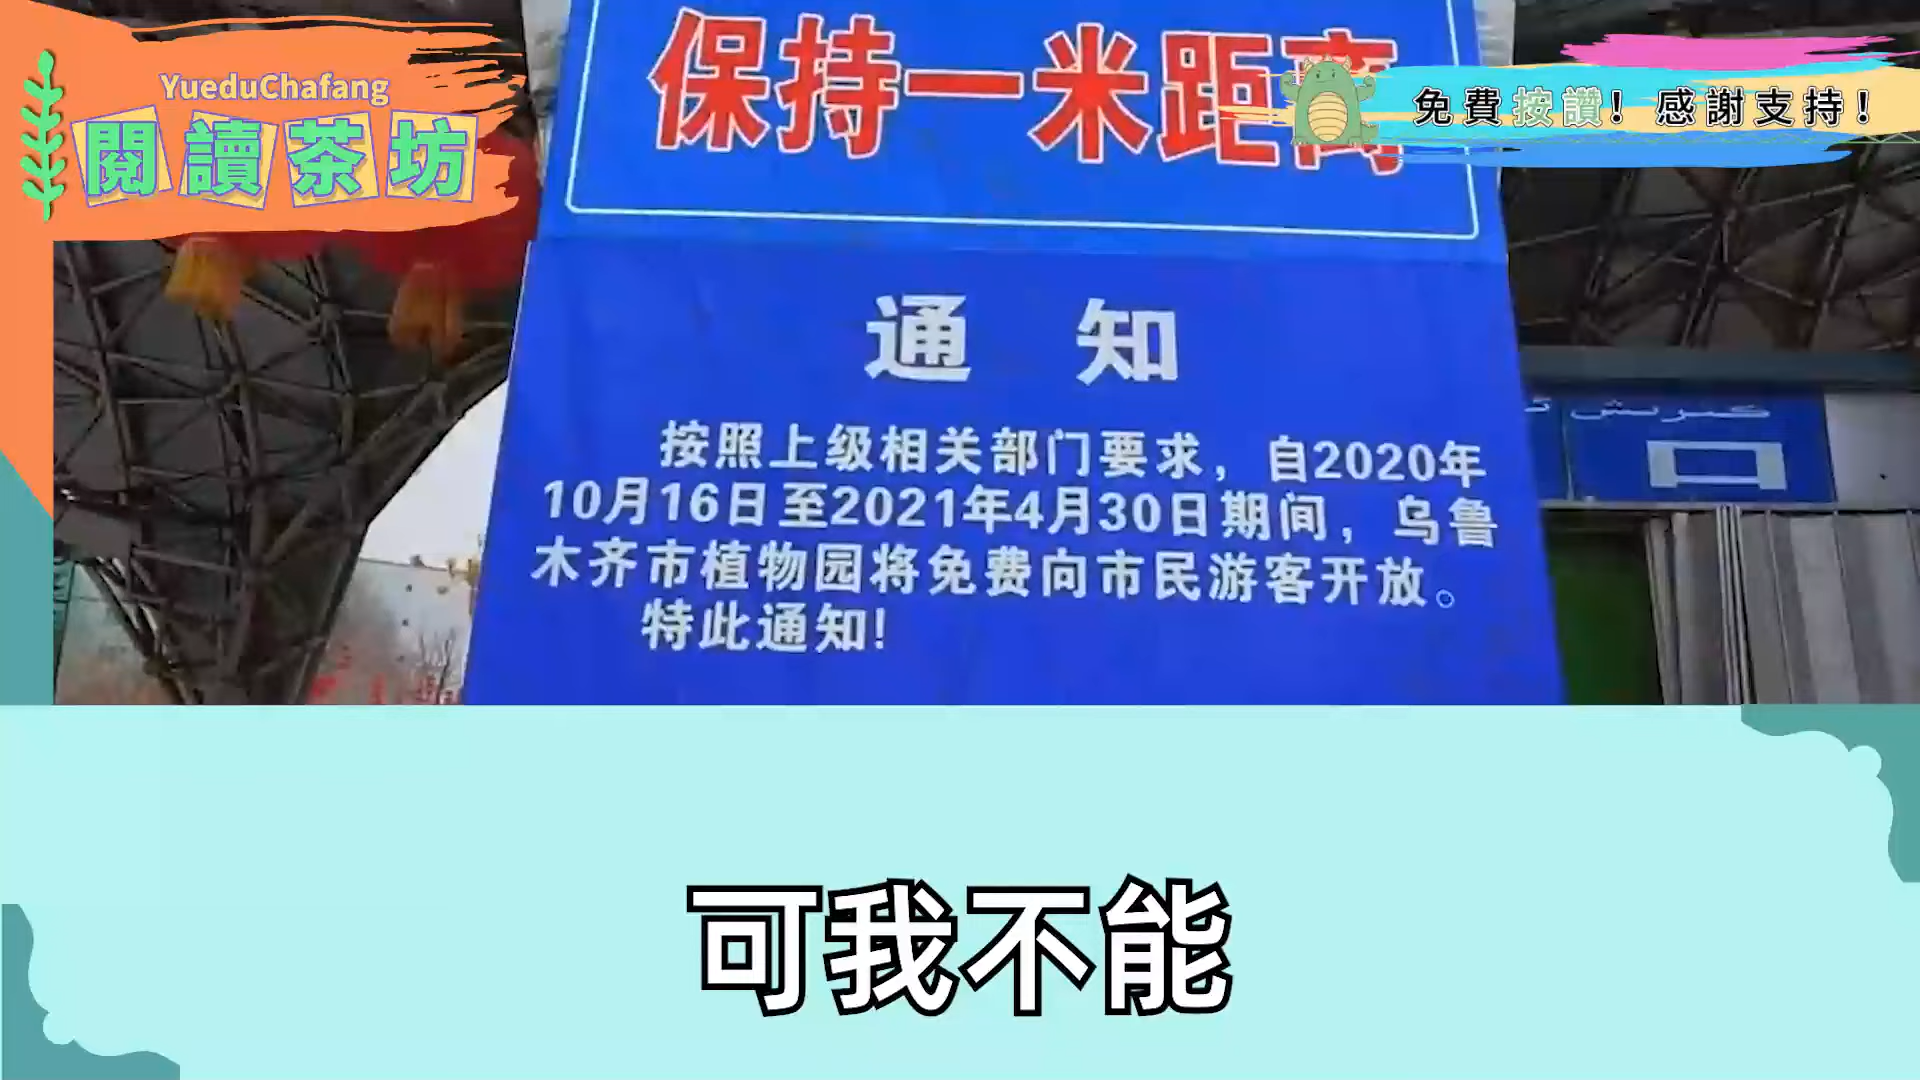 YueduChafang
閱讀茶坊
免費按讚！感謝支持！
保持一米距离
通 知
按照上级相关部门要求，自2020年
10月16日至2021年4月30日期间，乌鲁
木齐市植物园将免费向市民游客开放。
特此通知！
可我不能